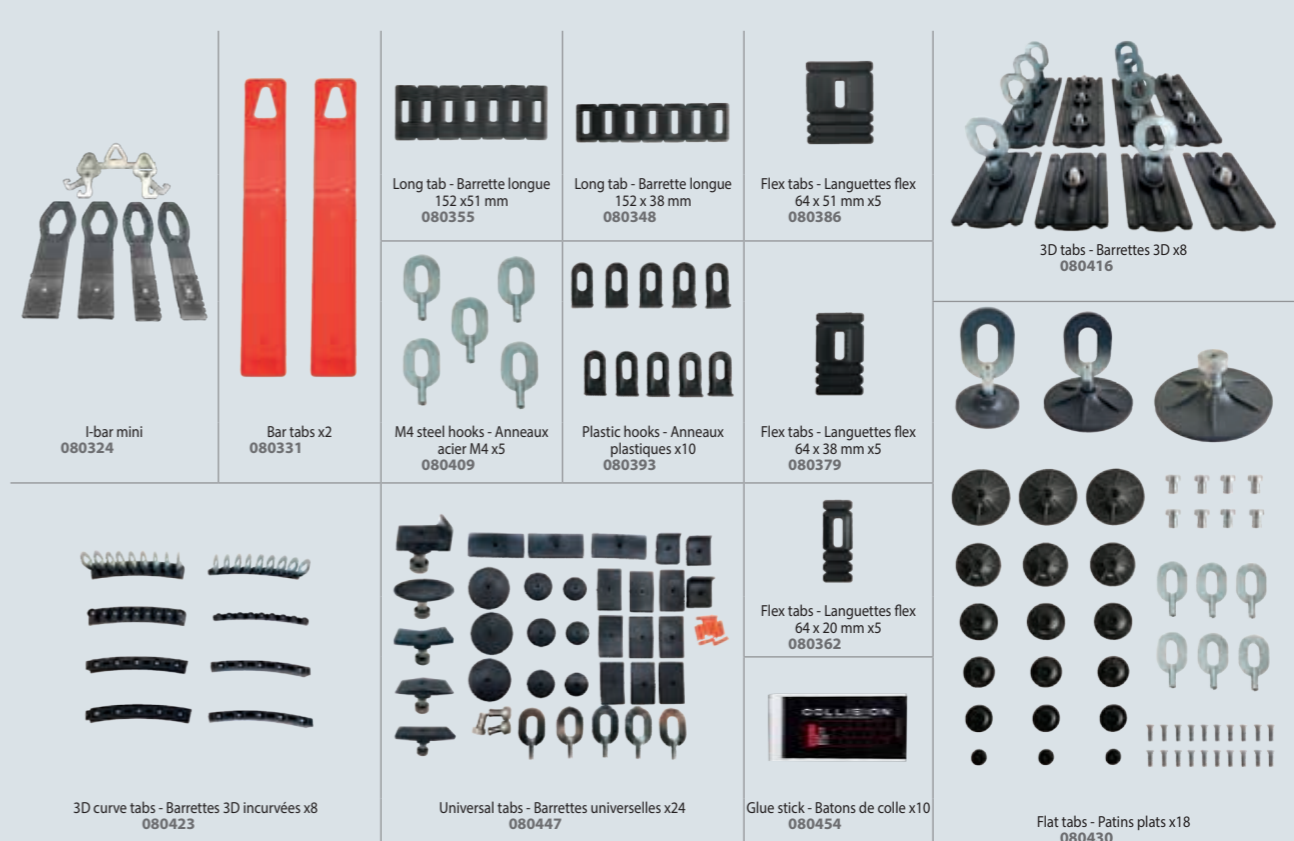 I-bar mini
080324
Bar tabs x2
080331
Long tab - Barrette longue
152 x51 mm
080355
Long tab - Barrette longue
152 x 38 mm
080348
Flex tabs - Languettes flex
64 x 51 mm x5
080386
3D tabs - Barrettes 3D x8
080416
M4 steel hooks - Anneaux
acier M4 x5
080409
Plastic hooks - Anneaux
plastiques x10
080393
Flex tabs - Languettes flex
64 x 38 mm x5
080379
Flex tabs - Languettes flex
64 x 20 mm x5
080362
3D curve tabs - Barrettes 3D incurvées x8
080423
Universal tabs - Barrettes universelles x24
080447
COLLISION
Glue stick - Batons de colle x10
080454
Flat tabs - Patins plats x18
080430